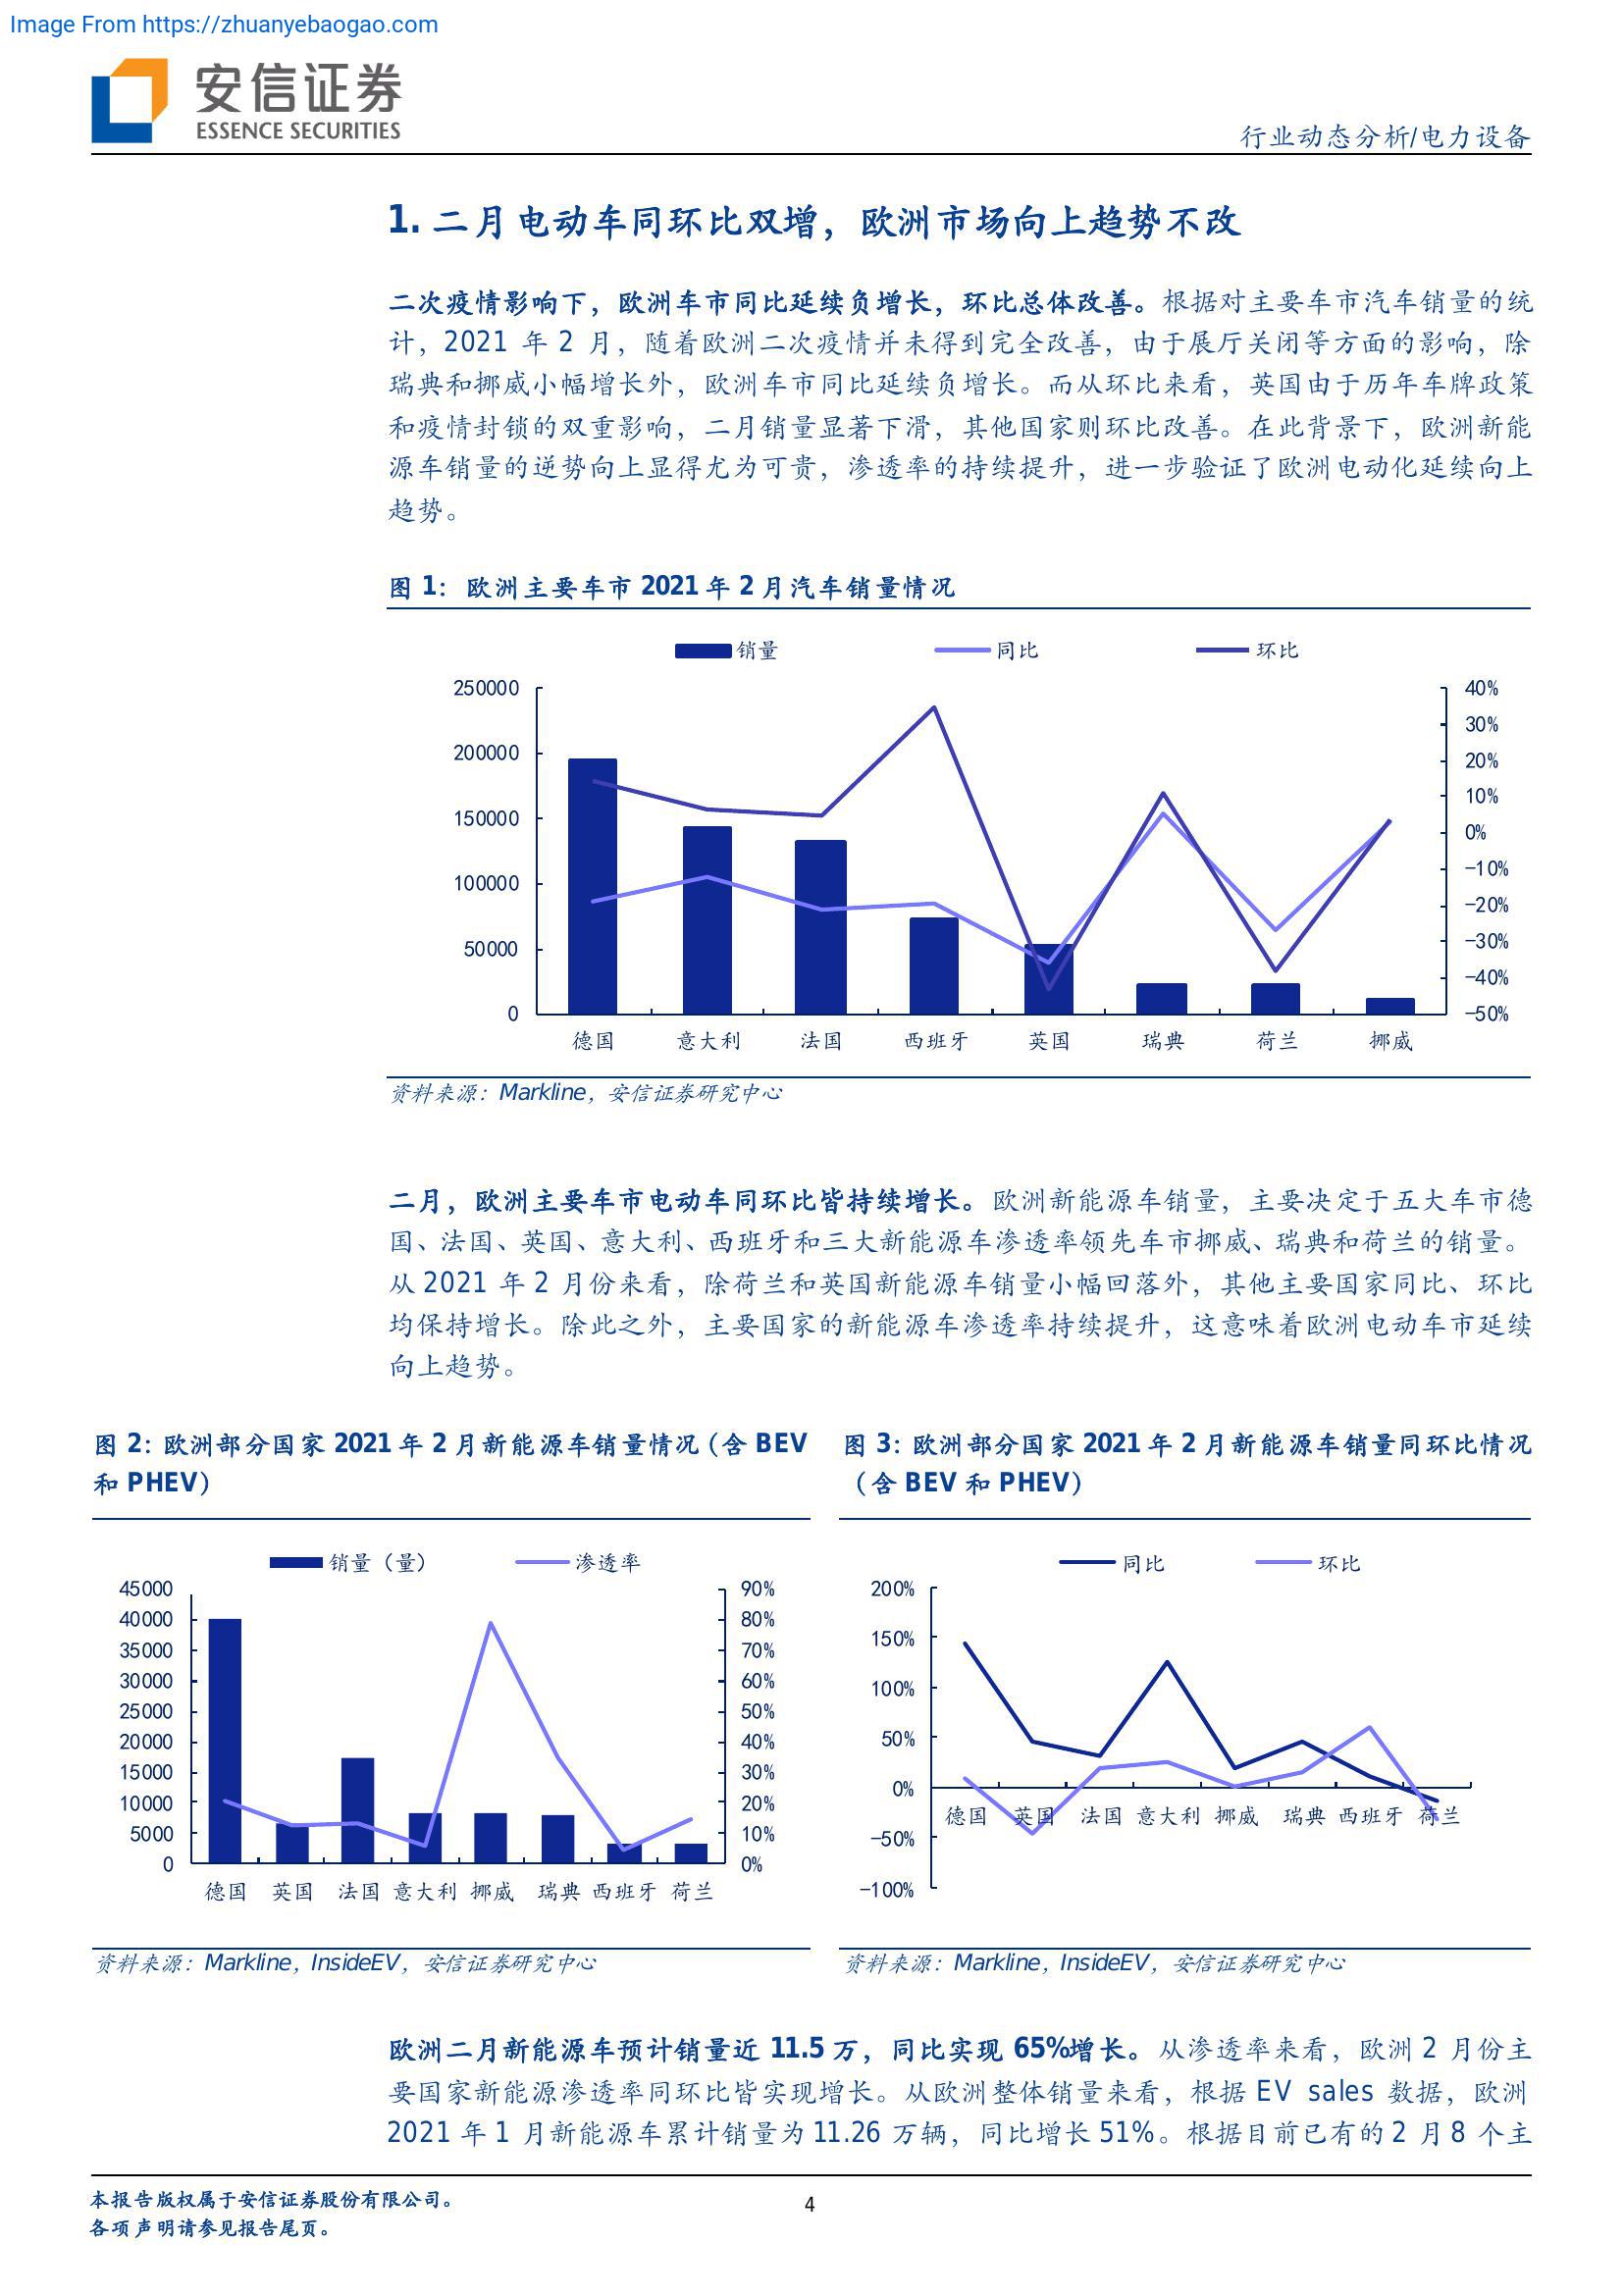 Image From https://zhuanyebaogao.com
安信证券
ESSENCE SECURITIES
行业动态分析/电力设备
1. 二月电动车同环比双增，欧洲市场向上趋势不改
二次疫情影响下，欧洲车市同比延续负增长，环比总体改善。根据对主要车市汽车销量的统
计，2021 年 2 月，随着欧洲二次疫情并未得到完全改善，由于展厅关闭等方面的影响，除
瑞典和挪威小幅增长外，欧洲车市同比延续负增长。而从环比来看，英国由于历年车牌政策
和疫情封锁的双重影响，二月销量显著下滑，其他国家则环比改善。在此背景下，欧洲新能
源车销量的逆势向上显得尤为可贵，渗透率的持续提升，进一步验证了欧洲电动化延续向上
趋势。
图 1：欧洲主要车市 2021 年 2 月汽车销量情况
销量 同比 环比
250000 40%
30%
200000 20%
150000 10%
0%
100000 -10%
-20%
50000 -30%
-40%
0 -50%
德国 意大利 法国 西班牙 英国 瑞典 荷兰 挪威
资料来源：Markline，安信证券研究中心
二月，欧洲主要车市电动车同环比皆持续增长。欧洲新能源车销量，主要决定于五大车市德
国、法国、英国、意大利、西班牙和三大新能源车渗透率领先车市挪威、瑞典和荷兰的销量。
从 2021 年 2 月份来看，除荷兰和英国新能源车销量小幅回落外，其他主要国家同比、环比
均保持增长。除此之外，主要国家的新能源车渗透率持续提升，这意味着欧洲电动车市延续
向上趋势。
图 2：欧洲部分国家 2021 年 2 月新能源车销量情况（含 BEV
和 PHEV）
销量（量） 渗透率
45000 90%
40000 80%
35000 70%
30000 60%
25000 50%
20000 40%
15000 30%
10000 20%
5000 10%
0 0%
德国 英国 法国 意大利 挪威 瑞典 西班牙 荷兰
资料来源：Markline，InsideEV，安信证券研究中心
图 3：欧洲部分国家 2021 年 2 月新能源车销量同环比情况
（含 BEV 和 PHEV）
同比 环比
200%
150%
100%
50%
0%
德国 英国 法国 意大利 挪威 瑞典 西班牙 荷兰
-50%
-100%
资料来源：Markline，InsideEV，安信证券研究中心
欧洲二月新能源车预计销量近 11.5 万，同比实现 65%增长。从渗透率来看，欧洲 2 月份主
要国家新能源渗透率同环比皆实现增长。从欧洲整体销量来看，根据 EV sales 数据，欧洲
2021 年 1 月新能源车累计销量为 11.26 万辆，同比增长 51%。根据目前已有的 2 月 8 个主
本报告版权属于安信证券股份有限公司。
各项声明请参见报告尾页。
4